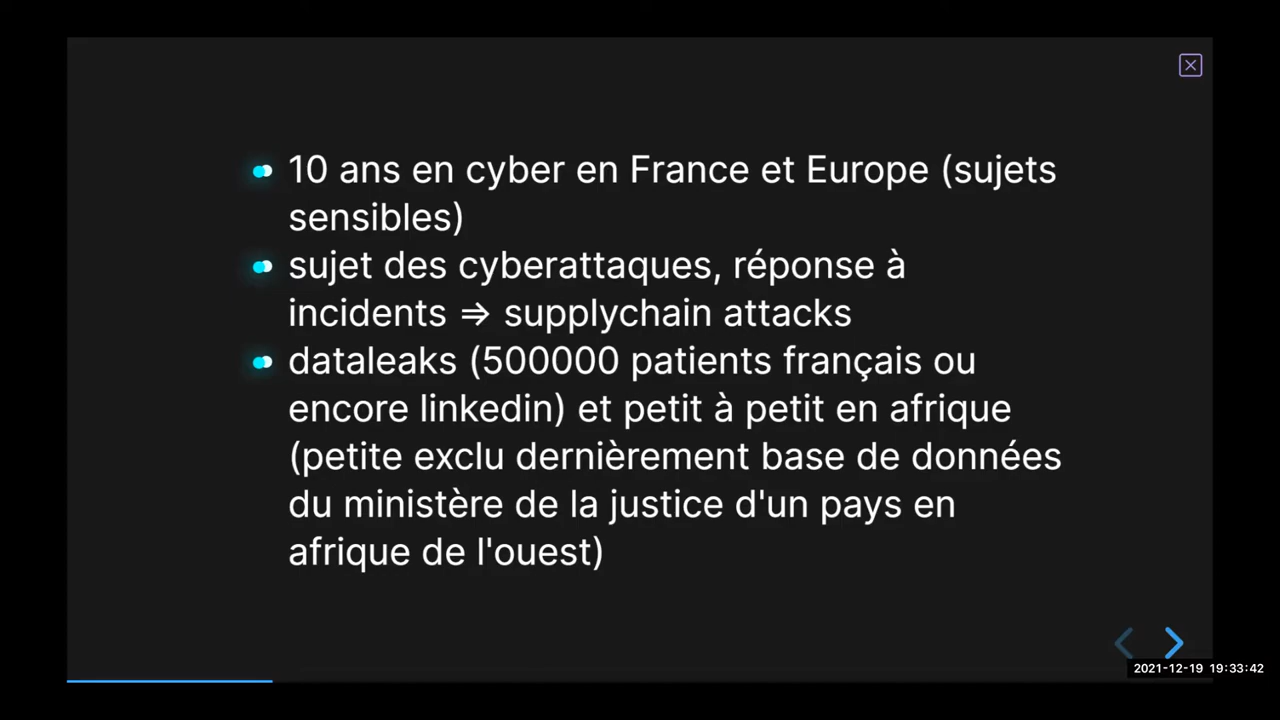 10 ans en cyber en France et Europe (sujets
sensibles)
sujet des cyberattaques, réponse à
incidents ⇒ supplychain attacks
dataleaks (500000 patients français ou
encore linkedin) et petit à petit en afrique
(petite exclu dernièrement base de données
du ministère de la justice d'un pays en
afrique de l'ouest)
2021-12-19 19:33:42